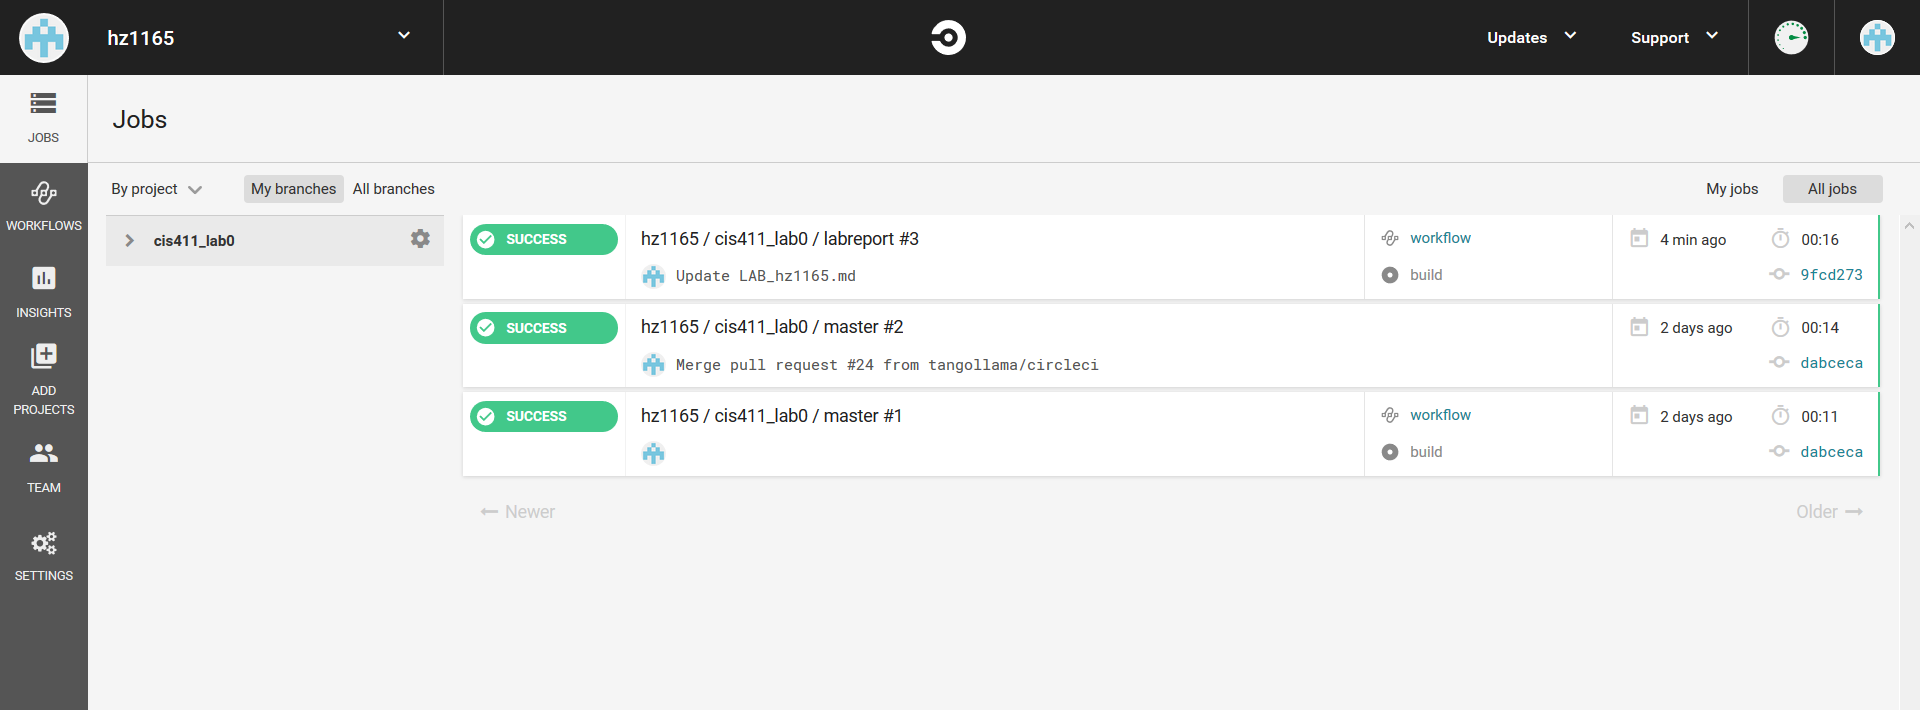 hz1165
Updates
Support
JOBS
WORKFLOWS
INSIGHTS
ADD
PROJECTS
TEAM
SETTINGS
Jobs
By project
My branches
All branches
My jobs
All jobs
cis411_lab0
SUCCESS
hz1165 / cis411_lab0 / labreport #3
Update LAB_hz1165.md
workflow
build
4 min ago
00:16
9fcd273
SUCCESS
hz1165 / cis411_lab0 / master #2
Merge pull request #24 from tangollama/circleci
2 days ago
00:14
dabceca
SUCCESS
hz1165 / cis411_lab0 / master #1
workflow
build
2 days ago
00:11
dabceca
Newer
Older